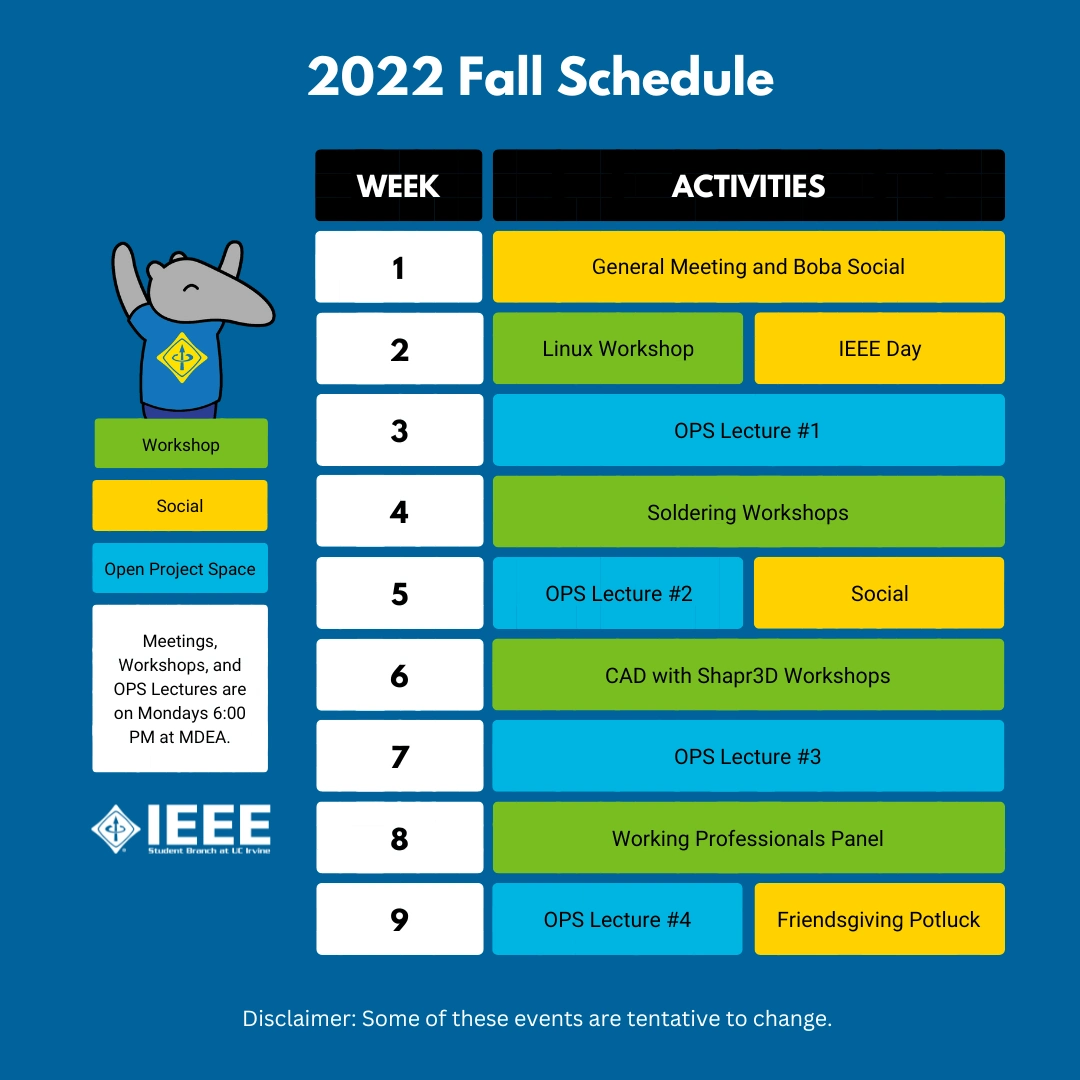 2022 Fall Schedule
WEEK
ACTIVITIES
1
General Meeting and Boba Social
2
Linux Workshop
IEEE Day
3
OPS Lecture #1
4
Soldering Workshops
5
OPS Lecture #2
Social
6
CAD with Shapr3D Workshops
7
OPS Lecture #3
8
Working Professionals Panel
9
OPS Lecture #4
Friendsgiving Potluck
Workshop
Social
Open Project Space
Meetings,
Workshops, and
OPS Lectures are
on Mondays 6:00
PM at MDEA.
IEEE
Student Branch at UC Irvine
Disclaimer: Some of these events are tentative to change.